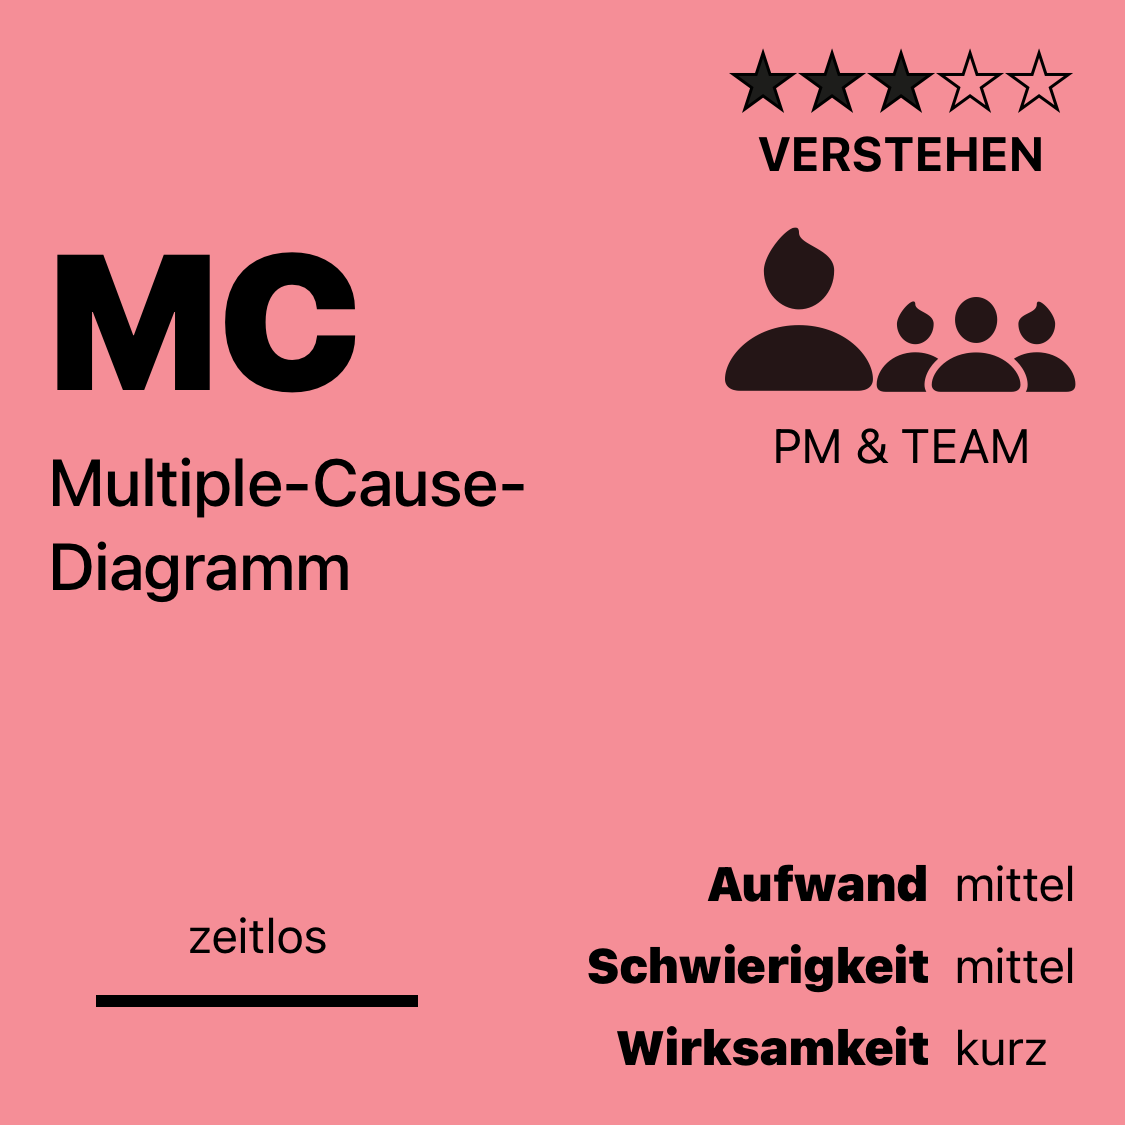 ★★★☆☆
VERSTEHEN
MC
Multiple-Cause-
Diagramm
PM & TEAM
zeitlos
Aufwand mittel
Schwierigkeit mittel
Wirksamkeit kurz